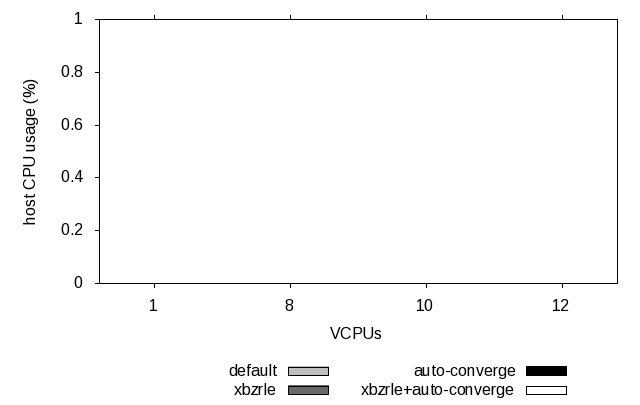 1
0.8
0.6
0.4
0.2
0
host CPU usage (%)
1 8 10 12
VCPUs
default auto-converge
xbzrle xbzrle+auto-converge